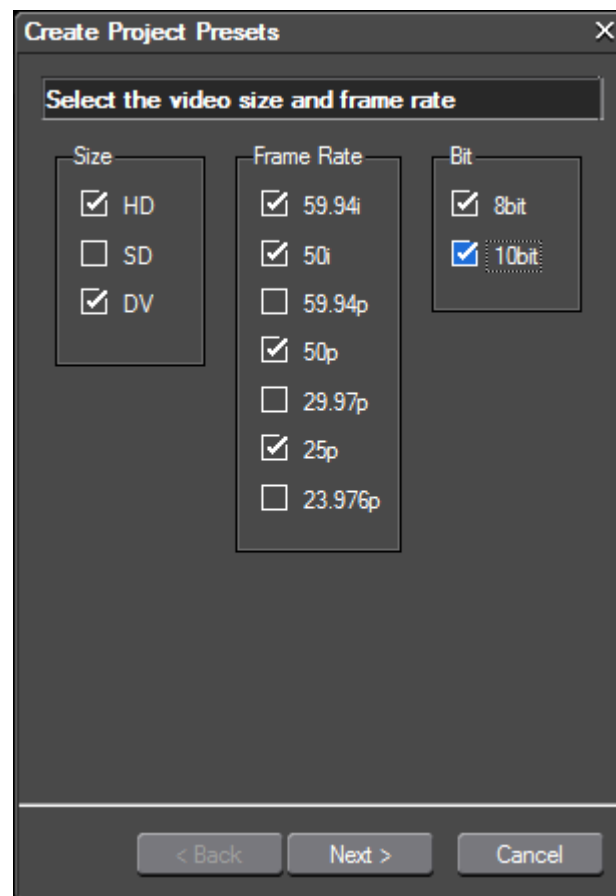 Create Project Presets
Select the video size and frame rate
Size
HD
SD
DV
Frame Rate
59.94i
50i
59.94p
50p
29.97p
25p
23.976p
Bit
8bit
10bit
< Back
Next >
Cancel